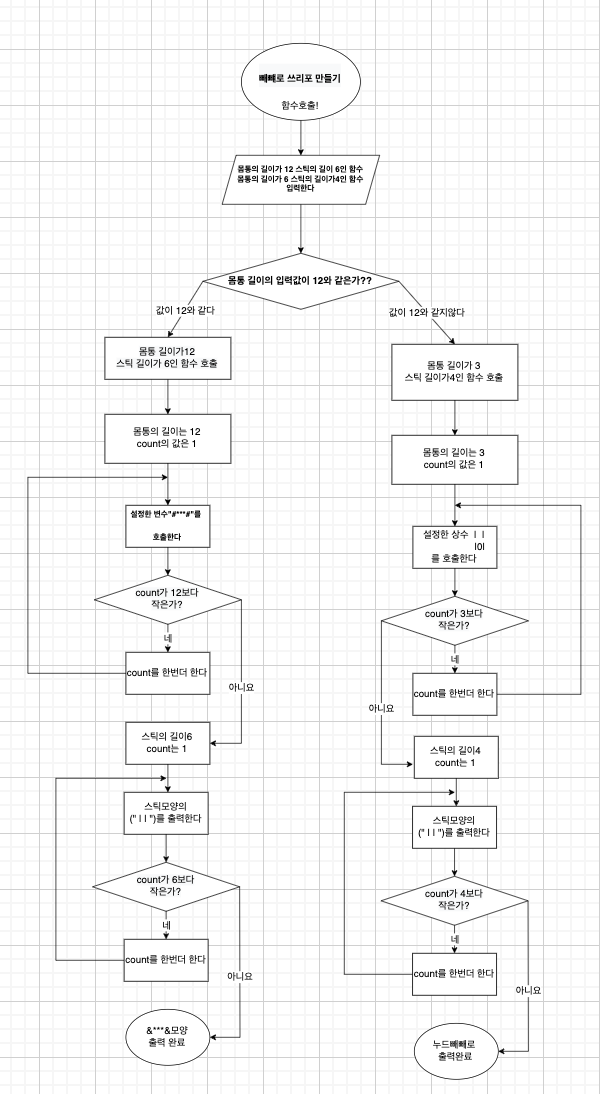 빼빼로 쓰리포 만들기
함수호출!
몸통의 길이가 12 스틱의 길이 6인 함수
몸통의 길이가 6 스틱의 길이가4인 함수
입력한다
몸통 길이의 입력값이 12와 같은가??
값이 12와 같다
값이 12와 같지않다
몸통 길이가12
스틱 길이가 6인 함수 호출
몸통 길이가 3
스틱 길이가4인 함수 호출
몸통의 길이는 12
count의 값은 1
몸통의 길이는 3
count의 값은 1
설정한 변수"#***#"를
호출한다
설정한 상수 ㅣㅣ
|0|
를 호출한다
count가 12보다
작은가?
count가 3보다
작은가?
네
네
count를 한번더 한다
count를 한번더 한다
아니요
아니요
스틱의 길이6
count는 1
스틱의 길이4
count는 1
스틱모양의
("ㅣㅣ")를 출력한다
스틱모양의
("ㅣㅣ")를 출력한다
count가 6보다
작은가?
count가 4보다
작은가?
네
네
count를 한번더 한다
count를 한번더 한다
아니요
아니요
&***&모양
출력 완료
누드빼빼로
출력완료